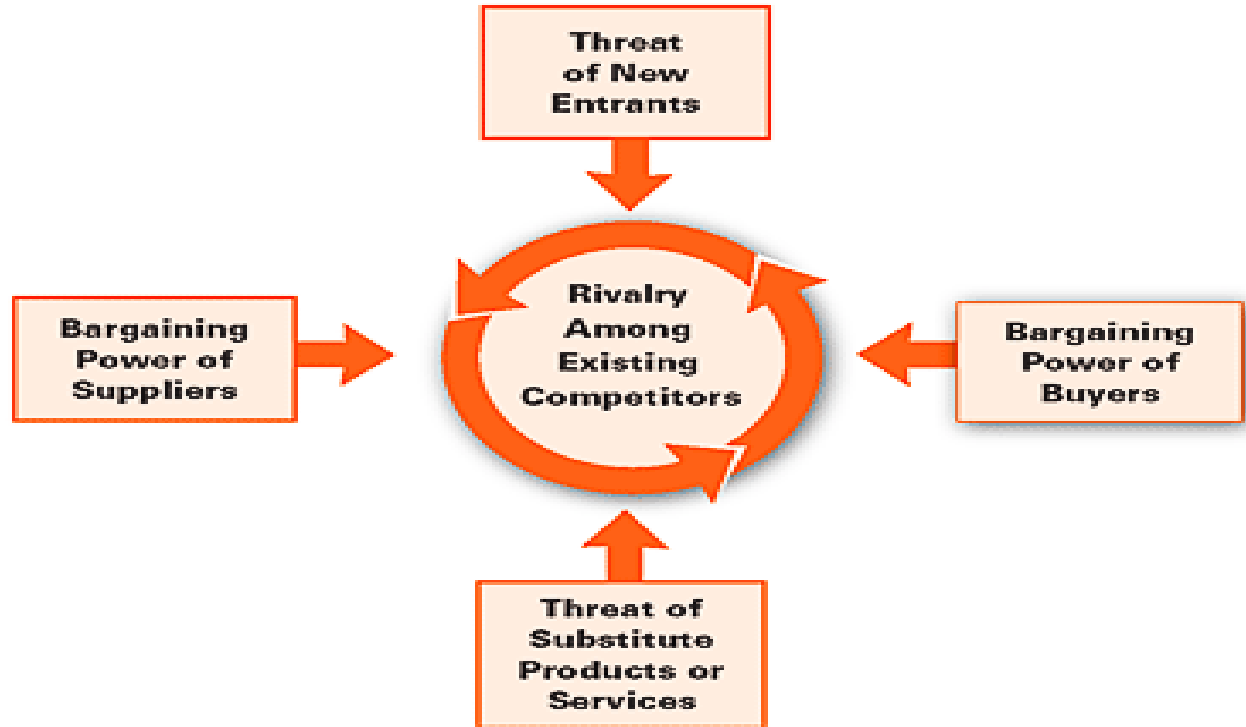 Threat
of New
Entrants
Bargaining
Power of
Suppliers
Rivalry
Among
Existing
Competitors
Bargaining
Power of
Buyers
Threat of
Substitute
Products or
Services